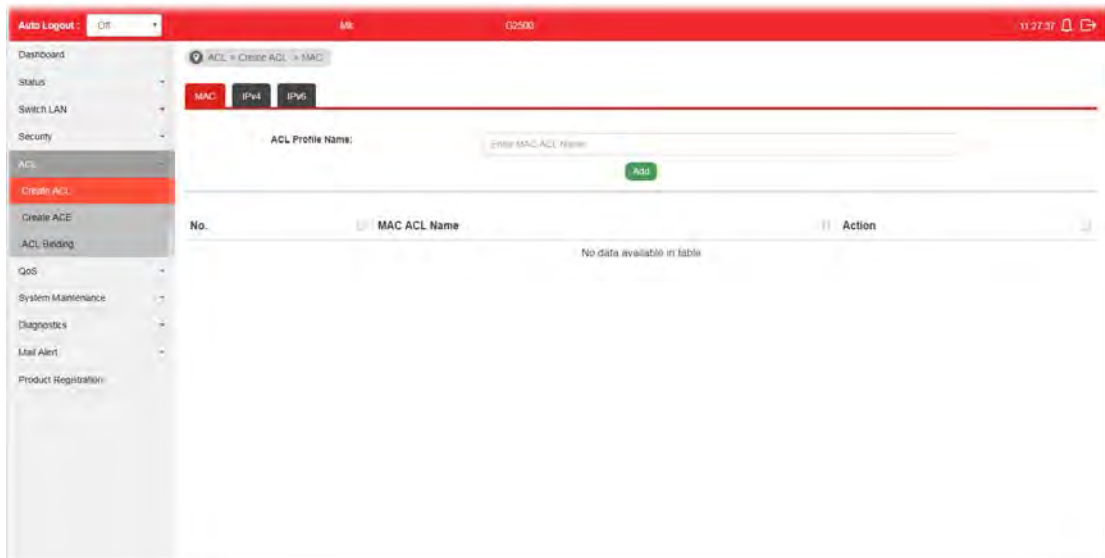 Auto Logout : Off G2500 11:27:37
Dashboard
Status
Switch LAN
Security
ACL
Create ACL
Create ACE
ACL Binding
QoS
System Maintenance
Diagnostics
Mail Alert
Product Registration
ACL > Create ACL > MAC
MAC IPv4 IPv6
ACL Profile Name: Enter MAC ACL Name
Add
No. MAC ACL Name Action
No data available in table